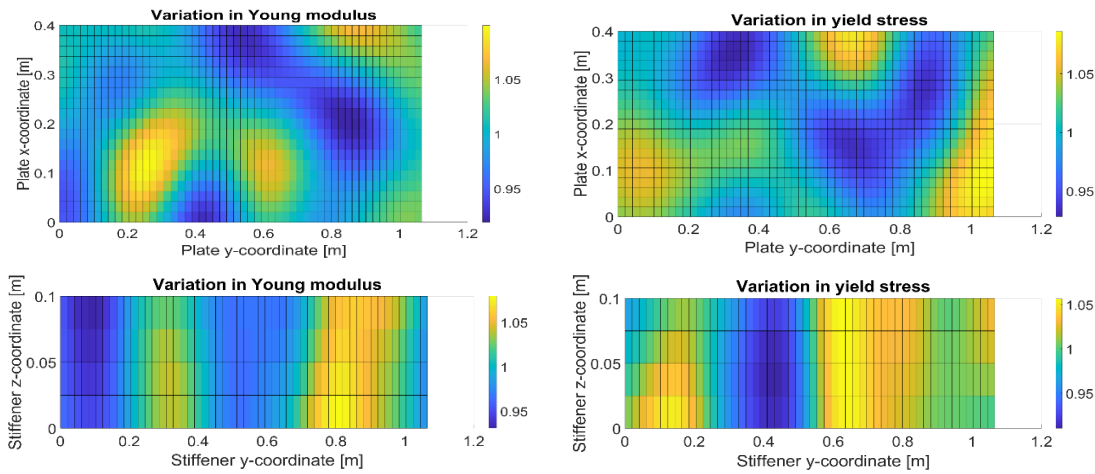 Variation in Young modulus
Plate x-coordinate [m]
0.4
0.3
0.2
0.1
0
0 0.2 0.4 0.6 0.8 1 1.2
Plate y-coordinate [m]
1.05
1
0.95
Variation in yield stress
Plate x-coordinate [m]
0.4
0.3
0.2
0.1
0
0 0.2 0.4 0.6 0.8 1 1.2
Plate y-coordinate [m]
1.05
1
0.95
Variation in Young modulus
Stiffener z-coordinate [m]
0.1
0.05
0
0 0.2 0.4 0.6 0.8 1 1.2
Stiffener y-coordinate [m]
1.05
1
0.95
Variation in yield stress
Stiffener z-coordinate [m]
0.1
0.05
0
0 0.2 0.4 0.6 0.8 1 1.2
Stiffener y-coordinate [m]
1.05
1
0.95